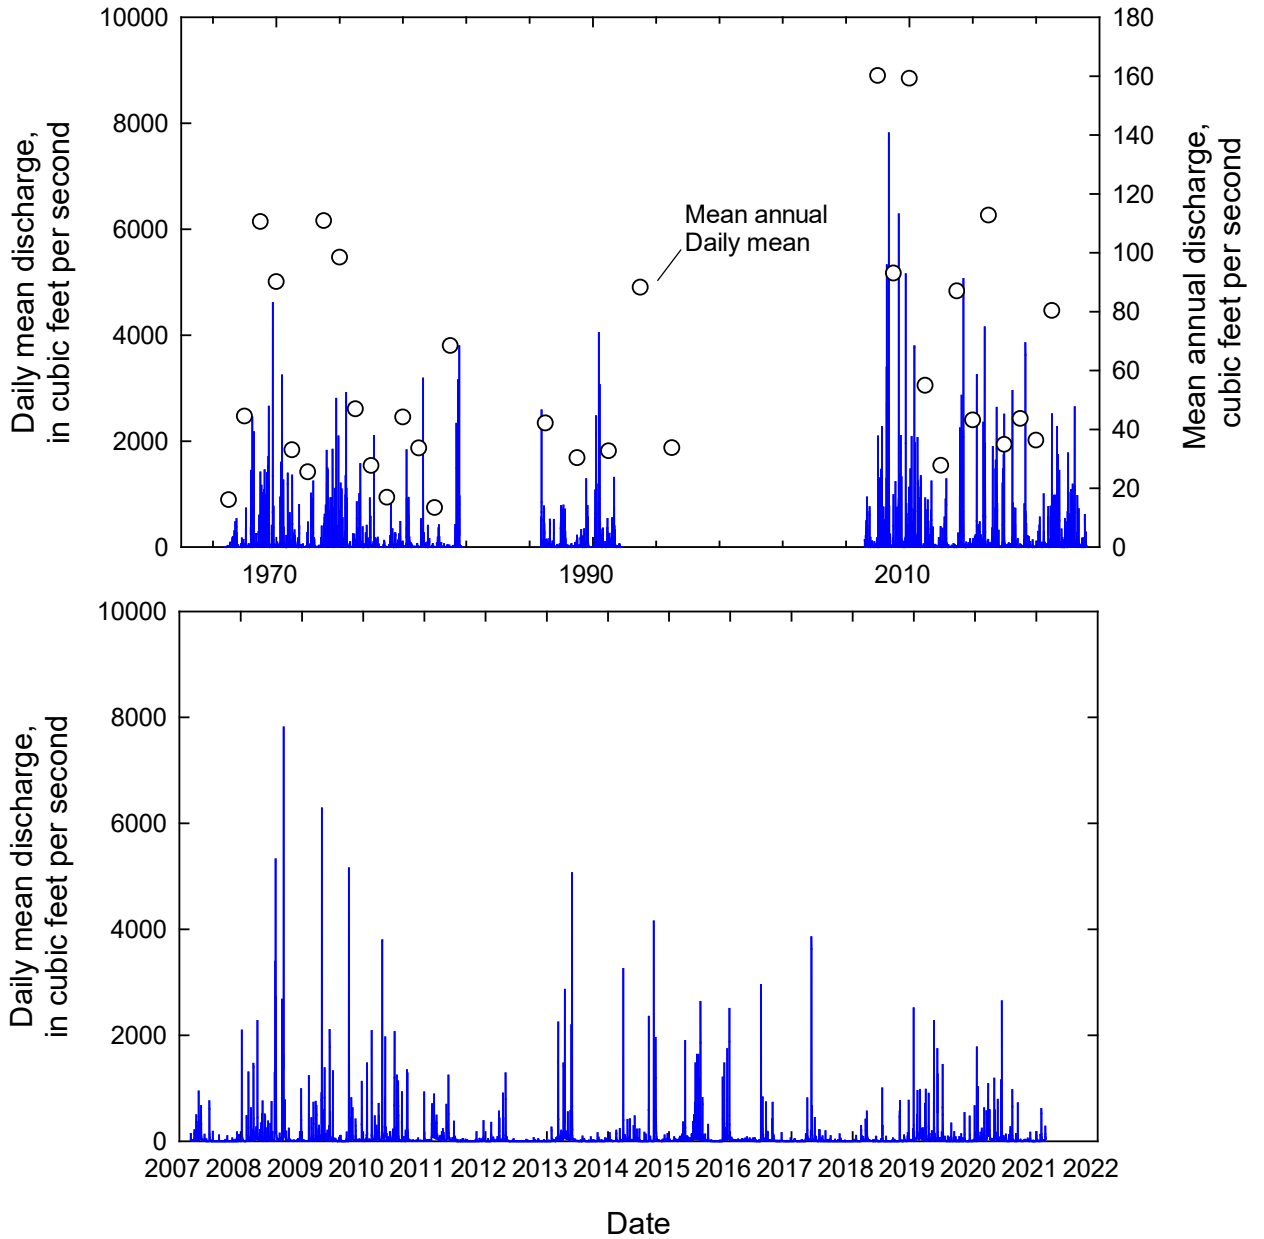 10000
8000
6000
4000
2000
0
Daily mean discharge,
in cubic feet per second
180
160
140
120
100
80
60
40
20
0
Mean annual discharge,
cubic feet per second
Mean annual
Daily mean
1970
1990
2010
10000
8000
6000
4000
2000
0
Daily mean discharge,
in cubic feet per second
2007 2008 2009 2010 2011 2012 2013 2014 2015 2016 2017 2018 2019 2020 2021 2022
Date